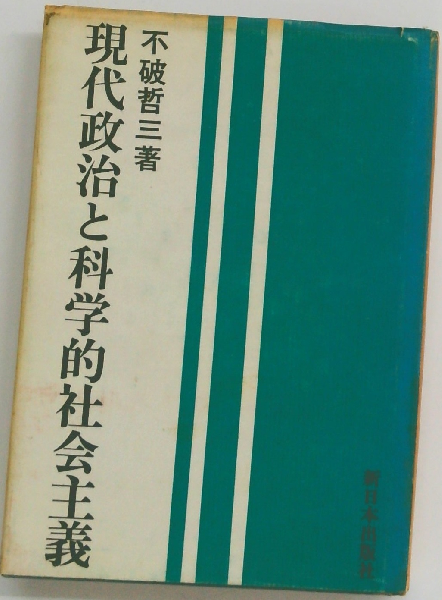 不破哲三著
現代政治と科学的社会主義
新日本出版社